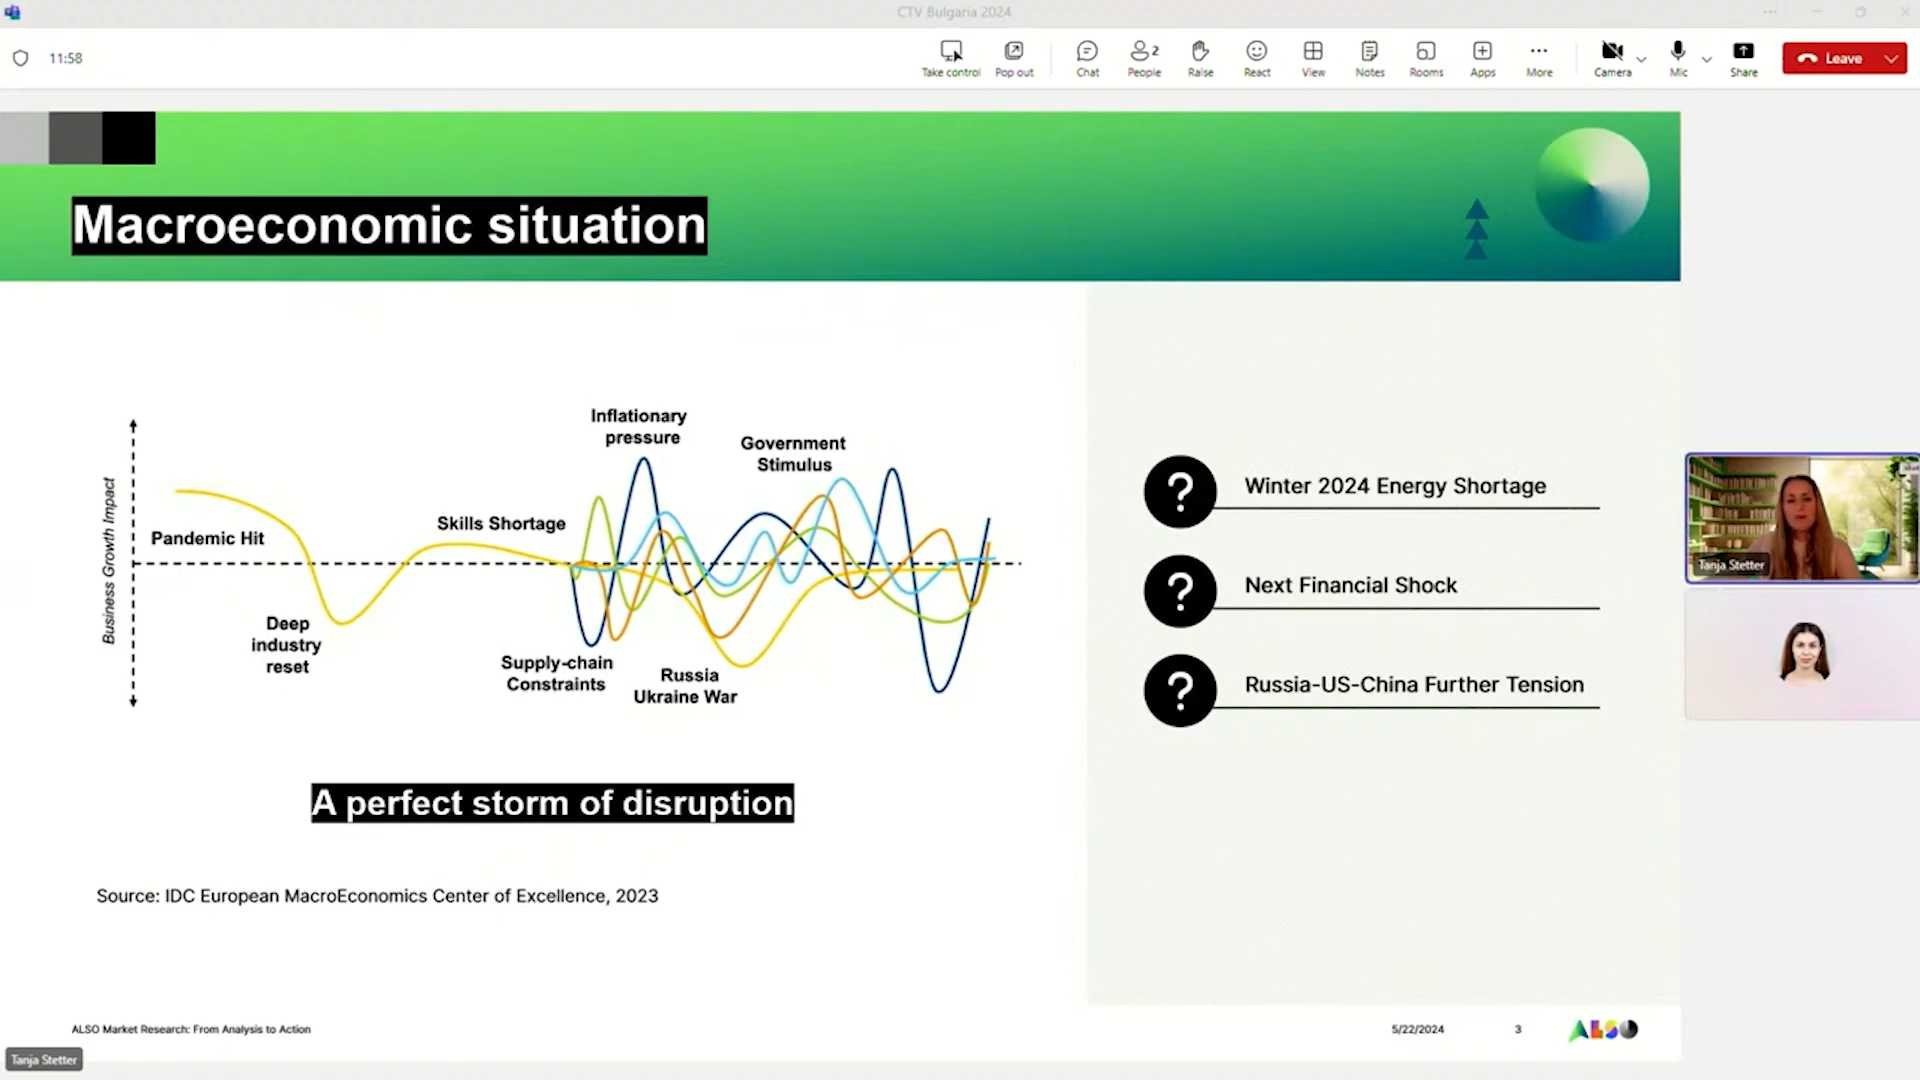 CTV Bulgaria 2024
11:58
Take control
Pop out
Chat
2
People
Raise
React
View
Notes
Rooms
Apps
More
Camera
Mic
Share
Leave
Macroeconomic situation
Business Growth Impact
Pandemic Hit
Deep
industry
reset
Skills Shortage
Inflationary
pressure
Government
Stimulus
Supply-chain
Constraints
Russia
Ukraine War
A perfect storm of disruption
Source: IDC European MacroEconomics Center of Excellence, 2023
? Winter 2024 Energy Shortage
? Next Financial Shock
? Russia-US-China Further Tension
Tanja Stetter
ALSO Market Research: From Analysis to Action
5/22/2024
3
ALSO
Tanja Stetter